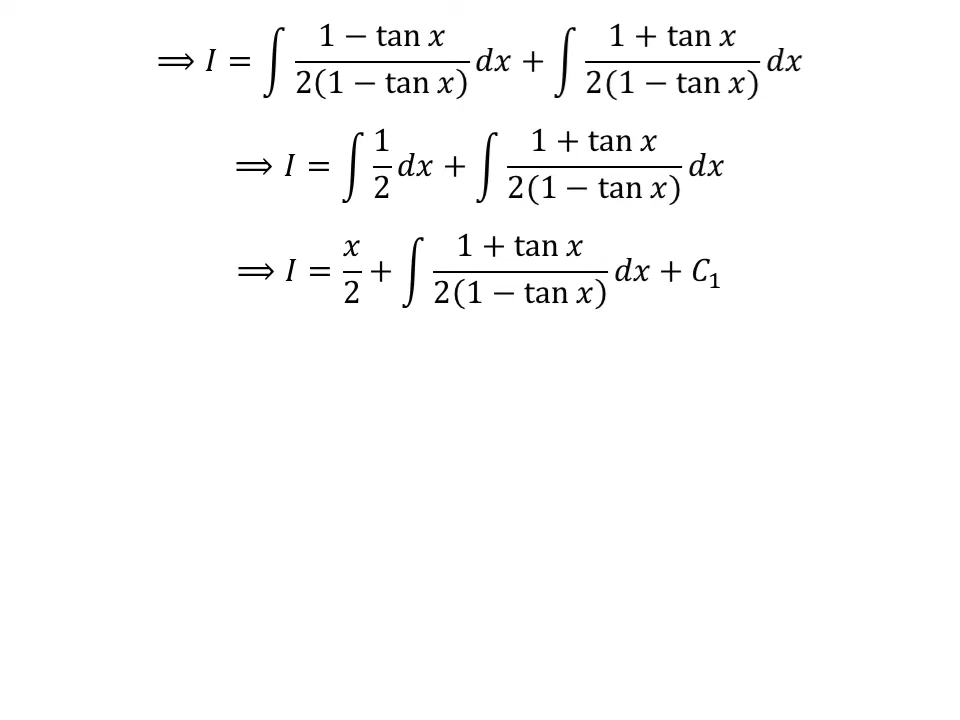 ⟹ I = ∫ (1 − tan x)/(2(1 − tan x)) dx + ∫ (1 + tan x)/(2(1 − tan x)) dx
⟹ I = ∫ 1/2 dx + ∫ (1 + tan x)/(2(1 − tan x)) dx
⟹ I = x/2 + ∫ (1 + tan x)/(2(1 − tan x)) dx + C₁